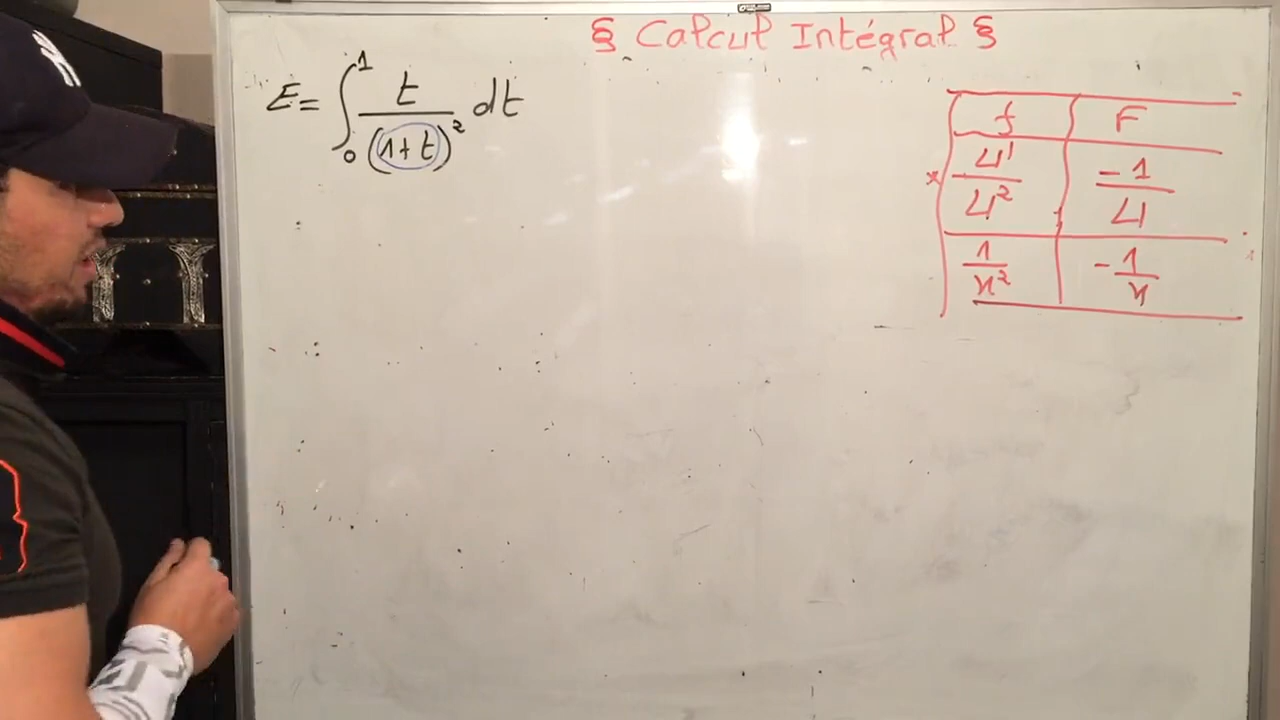 § Calcul Intégral §
E = ∫₀¹ t/(1+t)² dt
f | F
× U'/U² | -1/U
1/x² | -1/x